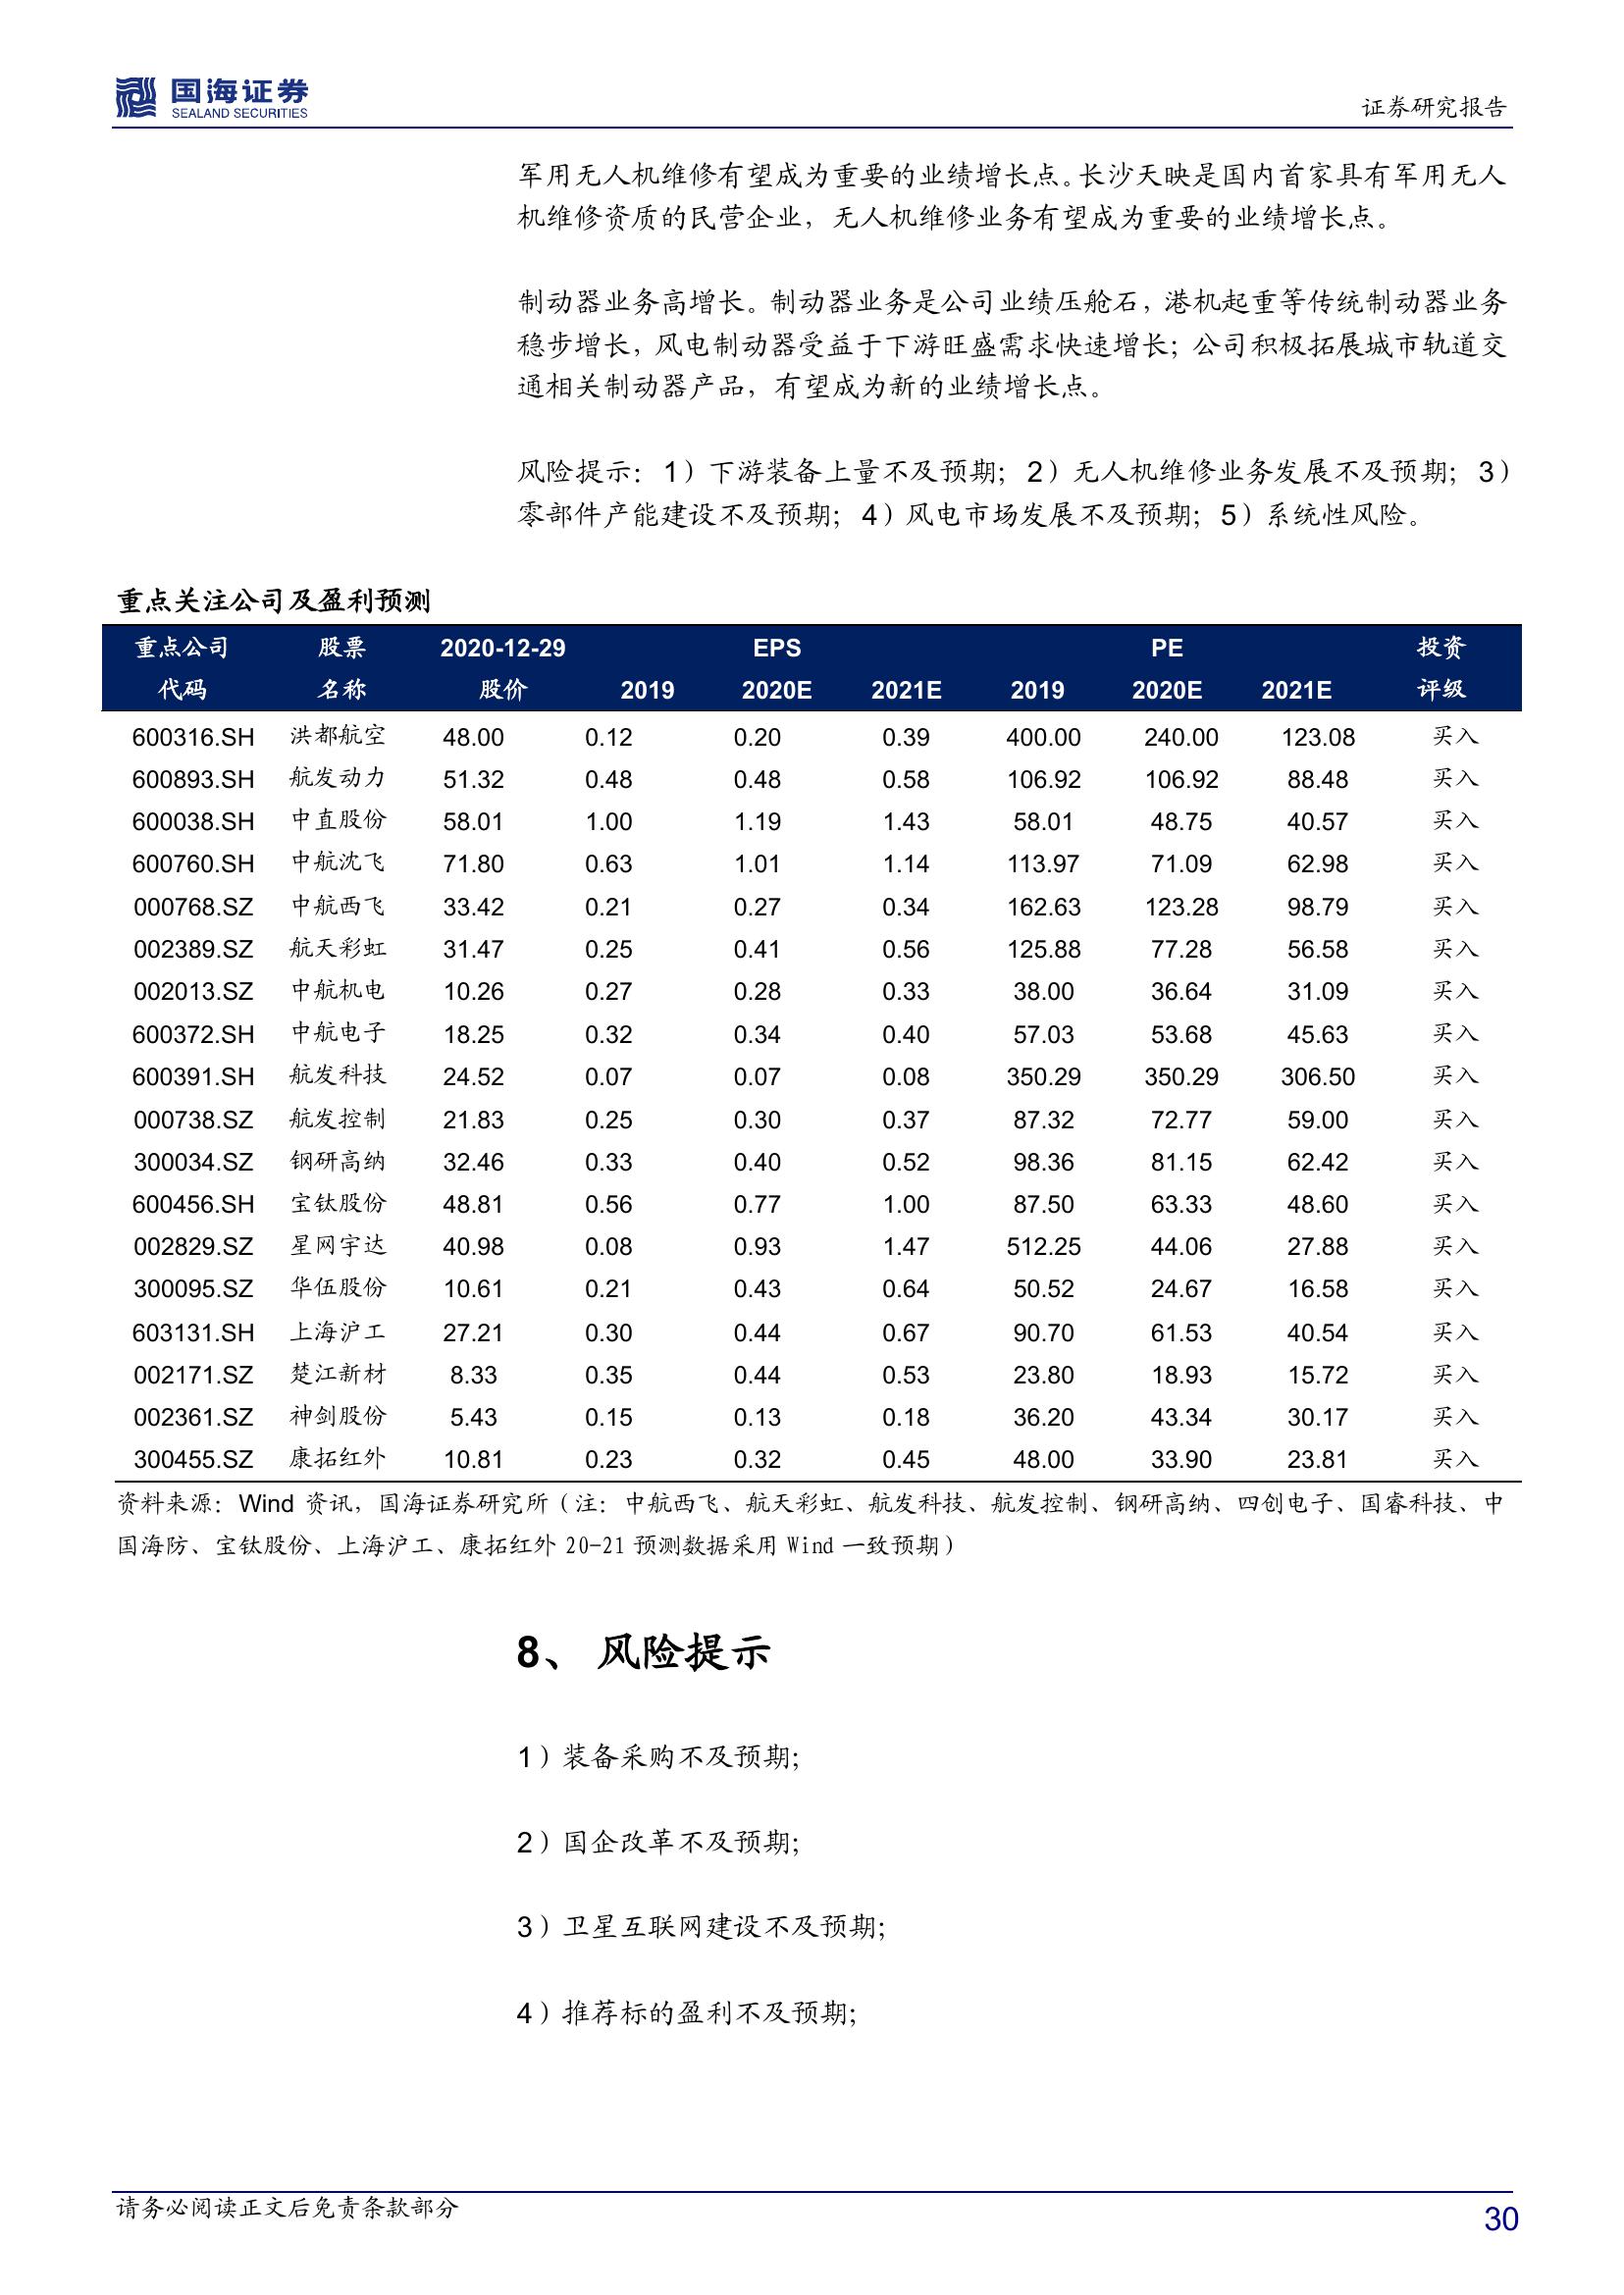 国海证券
SEALAND SECURITIES
证券研究报告
军用无人机维修有望成为重要的业绩增长点。长沙天映是国内首家具有军用无人
机维修资质的民营企业，无人机维修业务有望成为重要的业绩增长点。
制动器业务高增长。制动器业务是公司业绩压舱石，港机起重等传统制动器业务
稳步增长，风电制动器受益于下游旺盛需求快速增长；公司积极拓展城市轨道交
通相关制动器产品，有望成为新的业绩增长点。
风险提示：1）下游装备上量不及预期；2）无人机维修业务发展不及预期；3）
零部件产能建设不及预期；4）风电市场发展不及预期；5）系统性风险。
重点关注公司及盈利预测
重点公司 股票 2020-12-29 EPS PE 投资
代码 名称 股价 2019 2020E 2021E 2019 2020E 2021E 评级
600316.SH 洪都航空 48.00 0.12 0.20 0.39 400.00 240.00 123.08 买入
600893.SH 航发动力 51.32 0.48 0.48 0.58 106.92 106.92 88.48 买入
600038.SH 中直股份 58.01 1.00 1.19 1.43 58.01 48.75 40.57 买入
600760.SH 中航沈飞 71.80 0.63 1.01 1.14 113.97 71.09 62.98 买入
000768.SZ 中航西飞 33.42 0.21 0.27 0.34 162.63 123.28 98.79 买入
002389.SZ 航天彩虹 31.47 0.25 0.41 0.56 125.88 77.28 56.58 买入
002013.SZ 中航机电 10.26 0.27 0.28 0.33 38.00 36.64 31.09 买入
600372.SH 中航电子 18.25 0.32 0.34 0.40 57.03 53.68 45.63 买入
600391.SH 航发科技 24.52 0.07 0.07 0.08 350.29 350.29 306.50 买入
000738.SZ 航发控制 21.83 0.25 0.30 0.37 87.32 72.77 59.00 买入
300034.SZ 钢研高纳 32.46 0.33 0.40 0.52 98.36 81.15 62.42 买入
600456.SH 宝钛股份 48.81 0.56 0.77 1.00 87.50 63.33 48.60 买入
002829.SZ 星网宇达 40.98 0.08 0.93 1.47 512.25 44.06 27.88 买入
300095.SZ 华伍股份 10.61 0.21 0.43 0.64 50.52 24.67 16.58 买入
603131.SH 上海沪工 27.21 0.30 0.44 0.67 90.70 61.53 40.54 买入
002171.SZ 楚江新材 8.33 0.35 0.44 0.53 23.80 18.93 15.72 买入
002361.SZ 神剑股份 5.43 0.15 0.13 0.18 36.20 43.34 30.17 买入
300455.SZ 康拓红外 10.81 0.23 0.32 0.45 48.00 33.90 23.81 买入
资料来源：Wind 资讯，国海证券研究所（注：中航西飞、航天彩虹、航发科技、航发控制、钢研高纳、四创电子、国睿科技、中
国海防、宝钛股份、上海沪工、康拓红外 20-21 预测数据采用 Wind 一致预期）
8、 风险提示
1）装备采购不及预期；
2）国企改革不及预期；
3）卫星互联网建设不及预期；
4）推荐标的盈利不及预期；
请务必阅读正文后免责条款部分
30